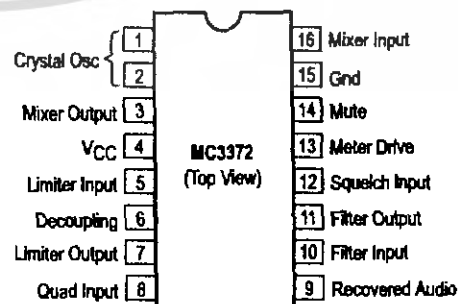 Crystal Osc
1
2
Mixer Output 3
VCC 4
Limiter Input 5
Decoupling 6
Limiter Output 7
Quad Input 8
MC3372
(Top View)
16 Mixer Input
15 Gnd
14 Mute
13 Meter Drive
12 Squelch Input
11 Filter Output
10 Filter Input
9 Recovered Audio